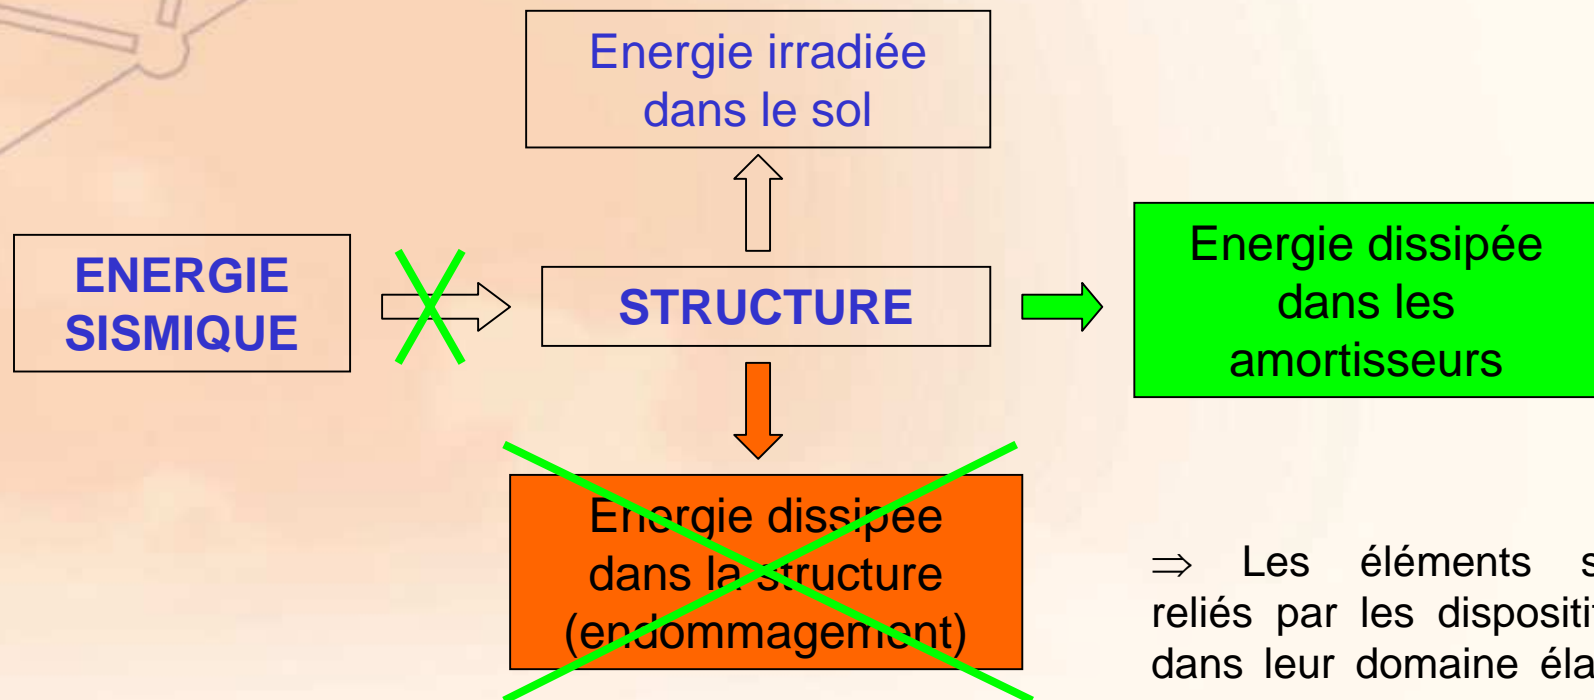 Energie irradiée
dans le sol
ENERGIE
SISMIQUE
STRUCTURE
Energie dissipée
dans les
amortisseurs
Energie dissipée
dans la structure
(endommagement)
⇒ Les éléments
reliés par les
dans leur domaine